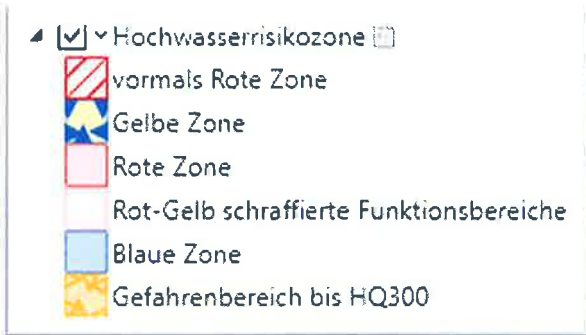 Hochwasserrisikozone
vormals Rote Zone
Gelbe Zone
Rote Zone
Rot-Gelb schraffierte Funktionsbereiche
Blaue Zone
Gefahrenbereich bis HQ300